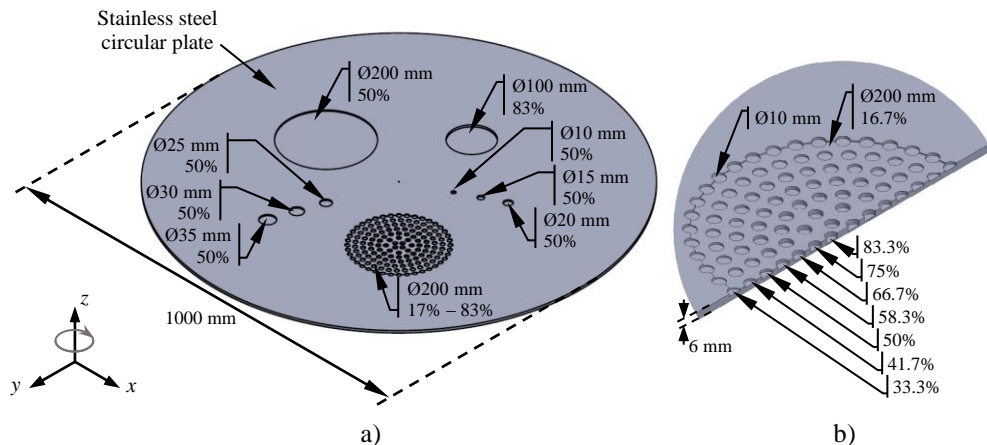 Stainless steel
circular plate
Ø200 mm
50%
Ø100 mm
83%
Ø25 mm
50%
Ø10 mm
50%
Ø30 mm
50%
Ø15 mm
50%
Ø35 mm
50%
Ø20 mm
50%
Ø200 mm
17% – 83%
1000 mm
z
y
x
a)
Ø10 mm
Ø200 mm
16.7%
83.3%
75%
66.7%
58.3%
50%
41.7%
33.3%
6 mm
b)